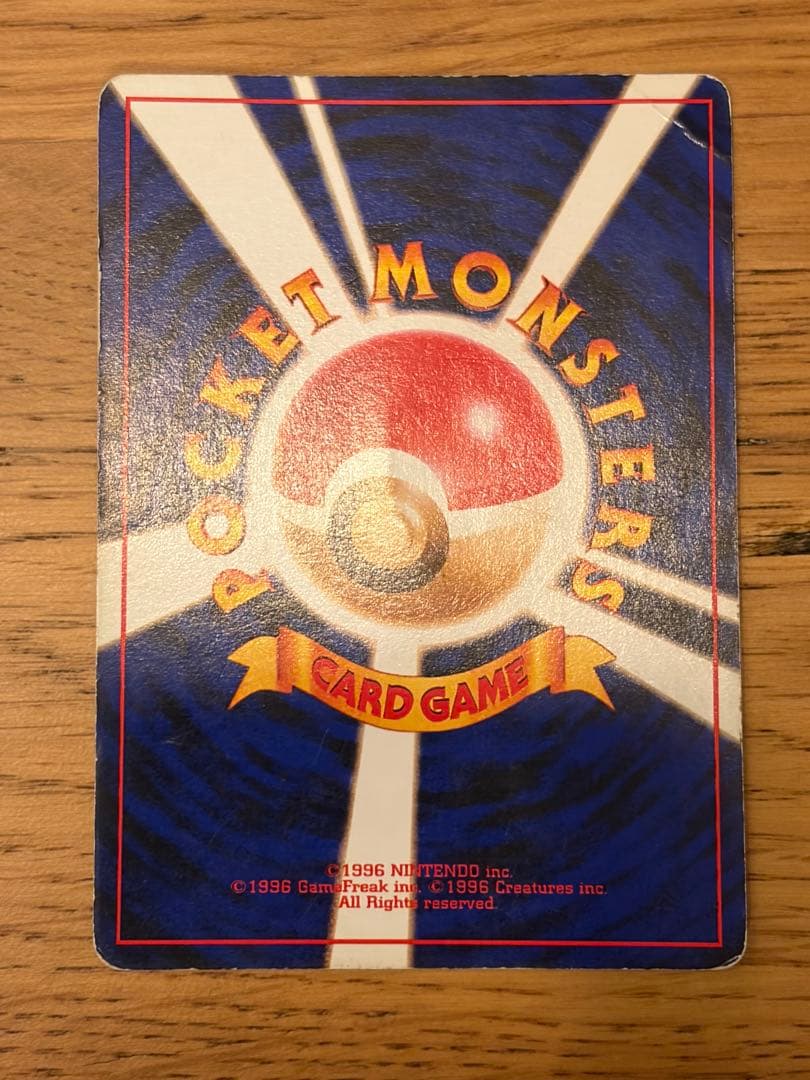 POCKET MONSTERS
CARD GAME
©1996 NINTENDO inc.
©1996 GameFreak inc. ©1996 Creatures inc.
All Rights reserved.